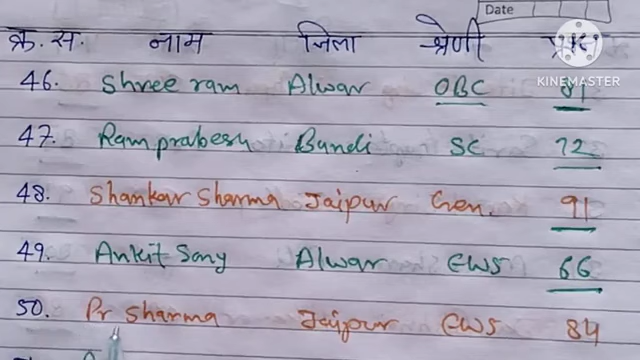 Date
क्र. स. नाम जिला श्रेणी
KINEMASTER
46. Shree ram Alwar OBC 81
47. Ram prabesh Bundi SC 72
48. Shankar Sharma Jaipur Gen. 91
49. Ankit Sony Alwar EWS 66
50. Pr Sharma Jaipur EWS 84